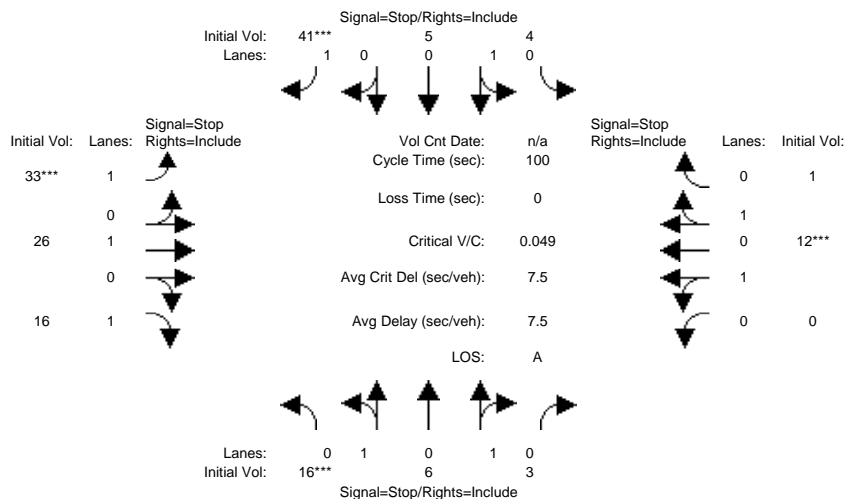 Signal=Stop/Rights=Include
Initial Vol: 41*** 5 4
Lanes: 1 0 0 1 0
Signal=Stop
Initial Vol: Lanes: Rights=Include
Vol Cnt Date: n/a
Signal=Stop
Rights=Include Lanes: Initial Vol:
Cycle Time (sec): 100
33*** 1
0 1
Loss Time (sec): 0
0
1
26 1
Critical V/C: 0.049
0 12***
0
Avg Crit Del (sec/veh): 7.5
1
16 1
Avg Delay (sec/veh): 7.5
0 0
LOS: A
Lanes: 0 1 0 1 0
Initial Vol: 16*** 6 3
Signal=Stop/Rights=Include